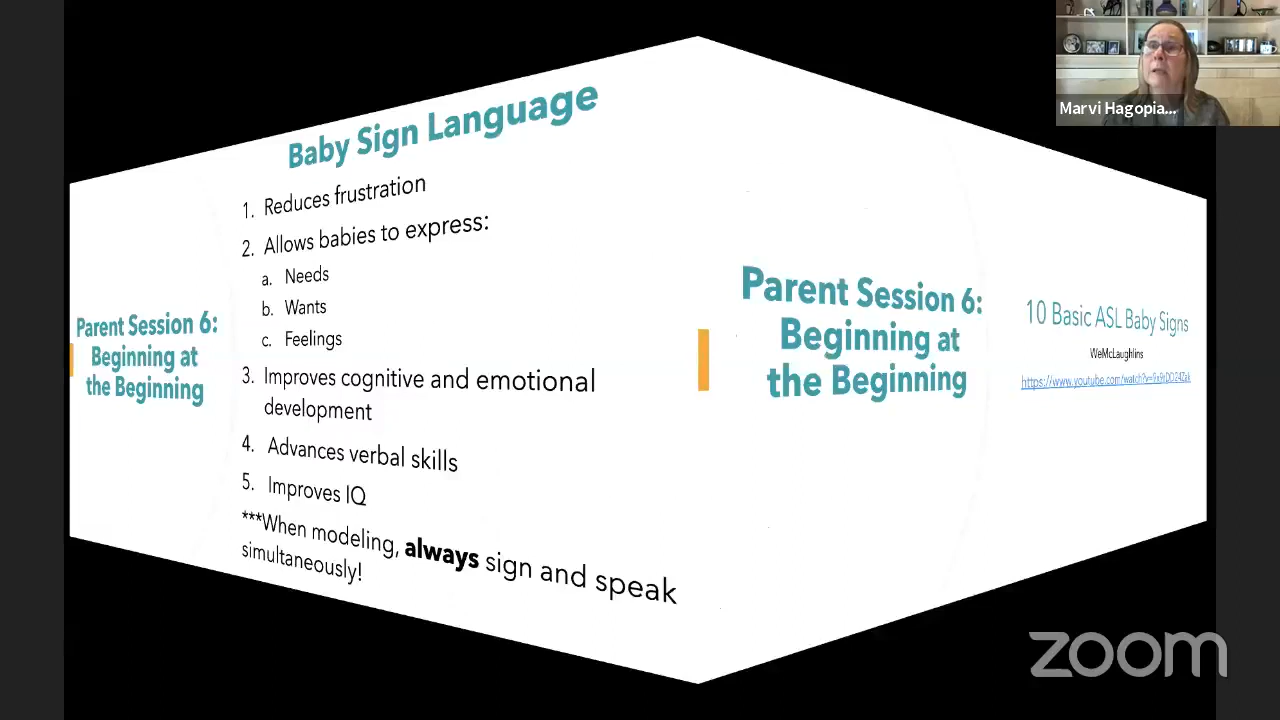 Marvi Hagopia...
Parent Session 6:
Beginning at
the Beginning
Baby Sign Language
1. Reduces frustration
2. Allows babies to express:
a. Needs
b. Wants
c. Feelings
3. Improves cognitive and emotional
development
4. Advances verbal skills
5. Improves IQ
***When modeling, always sign and speak
simultaneously!
Parent Session 6:
Beginning at
the Beginning
10 Basic ASL Baby Signs
WeMcLaughlins
zoom